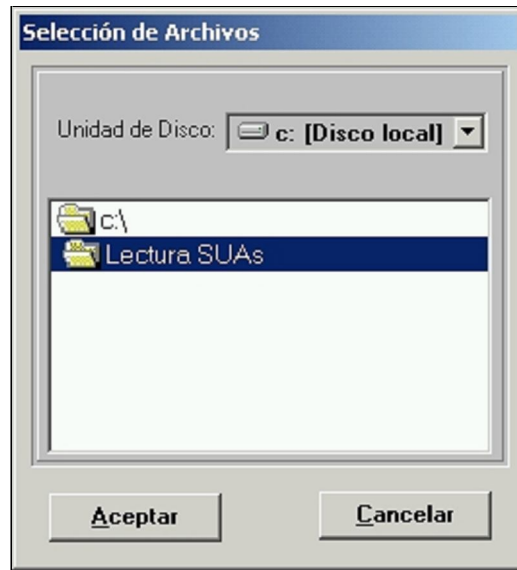 Selección de Archivos
Unidad de Disco: c: [Disco local]
c:\
Lectura SUAs
Aceptar Cancelar